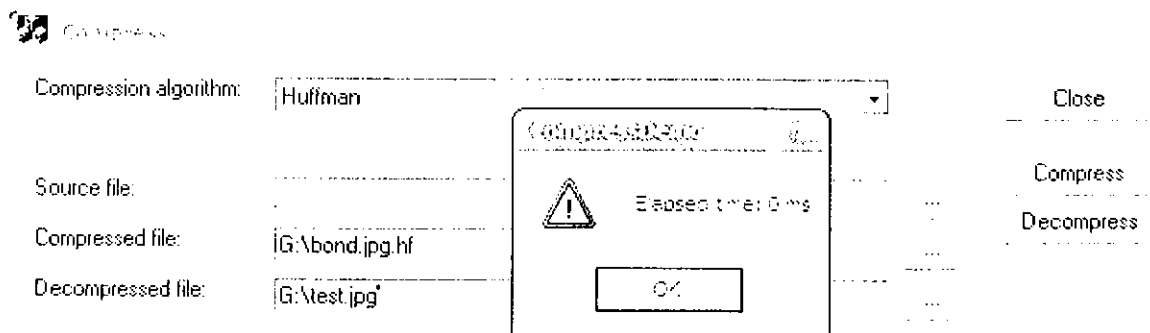 Compress
Compression algorithm:
Huffman
Close
Source file:
Elapsed time: 0 ms
Compress
...
Compressed file:
G:\bond.jpg.hf
Decompress
...
Decompressed file:
G:\test.jpg
OK
...